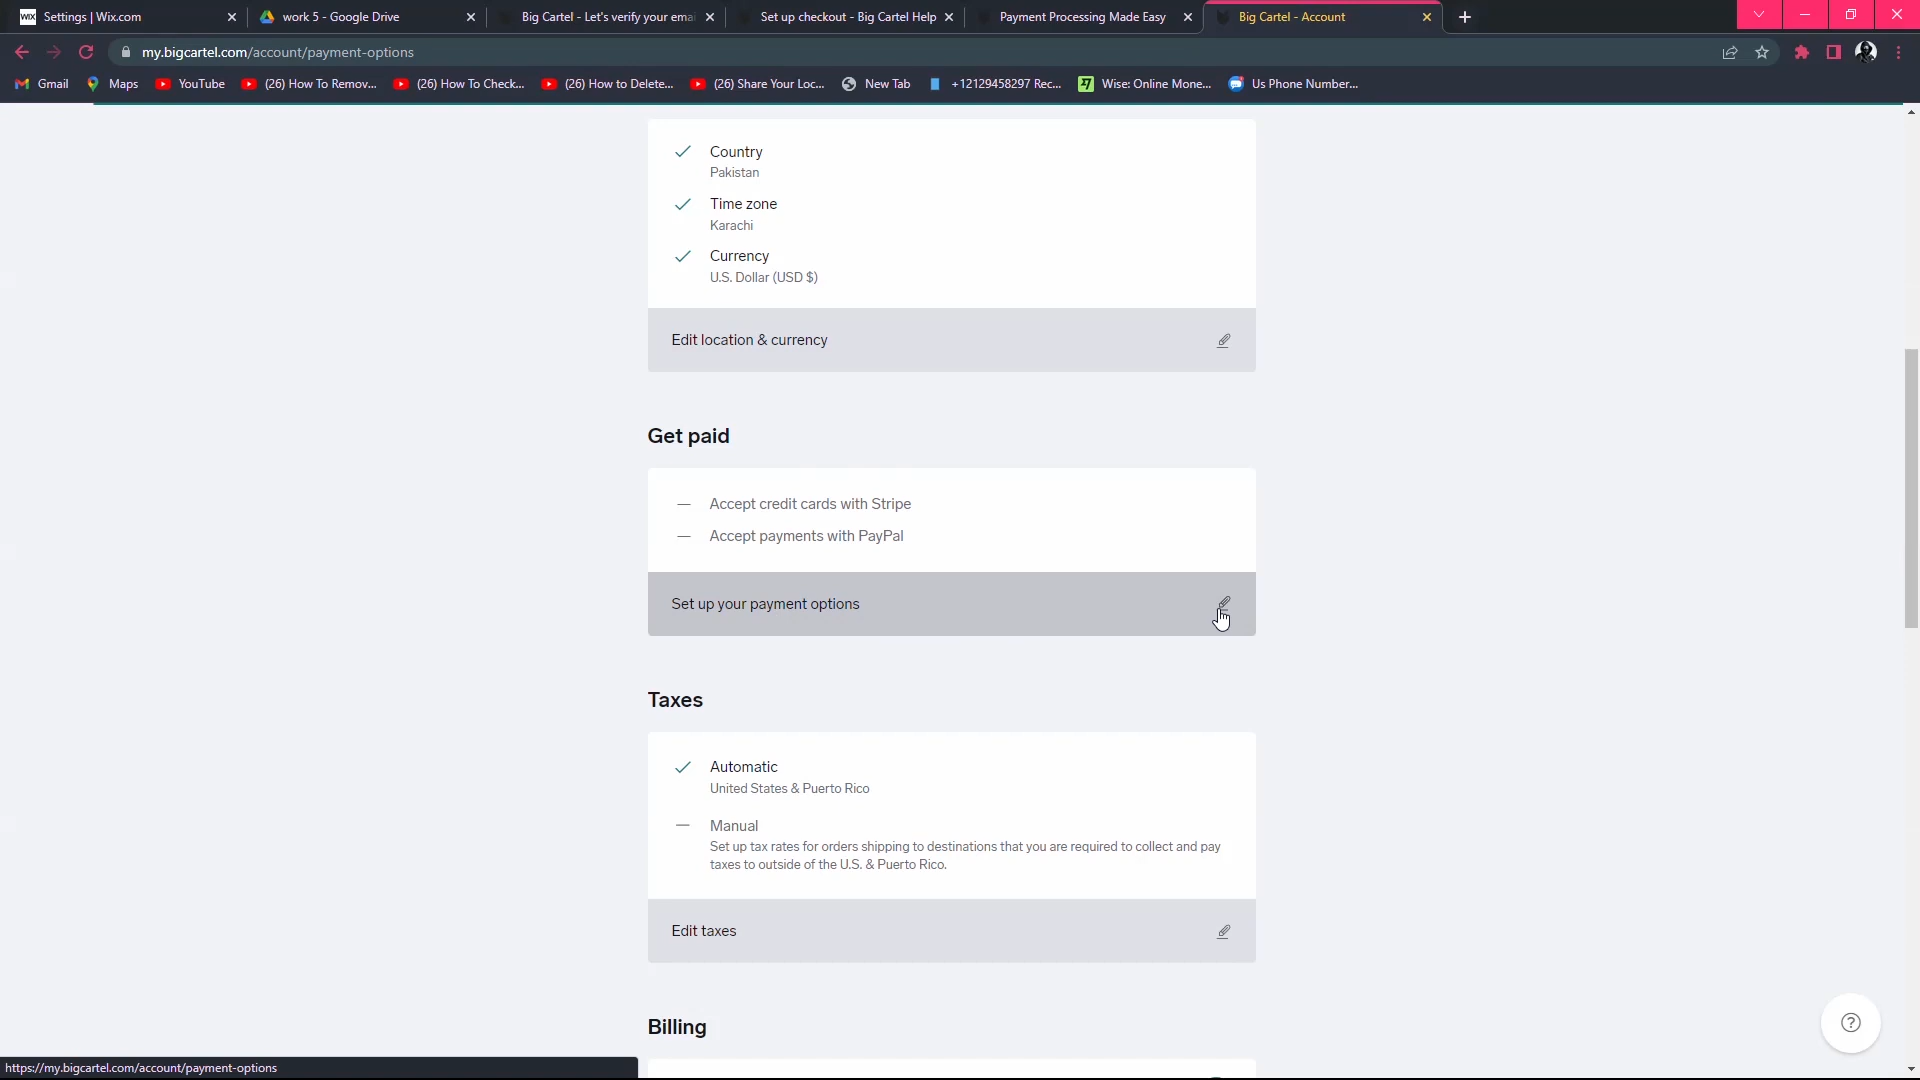 WIX Settings | Wix.com
work 5 - Google Drive
Big Cartel - Let's verify your emai
Set up checkout - Big Cartel Help
Payment Processing Made Easy
Big Cartel - Account
my.bigcartel.com/account/payment-options
Gmail
Maps
YouTube
(26) How To Remov...
(26) How To Check...
(26) How to Delete...
(26) Share Your Loc...
New Tab
+12129458297 Rec...
Wise: Online Mone...
Us Phone Number...
Country
Pakistan
Time zone
Karachi
Currency
U.S. Dollar (USD $)
Edit location & currency
Get paid
— Accept credit cards with Stripe
— Accept payments with PayPal
Set up your payment options
Taxes
Automatic
United States & Puerto Rico
— Manual
Set up tax rates for orders shipping to destinations that you are required to collect and pay
taxes to outside of the U.S. & Puerto Rico.
Edit taxes
Billing
?
https://my.bigcartel.com/account/payment-options